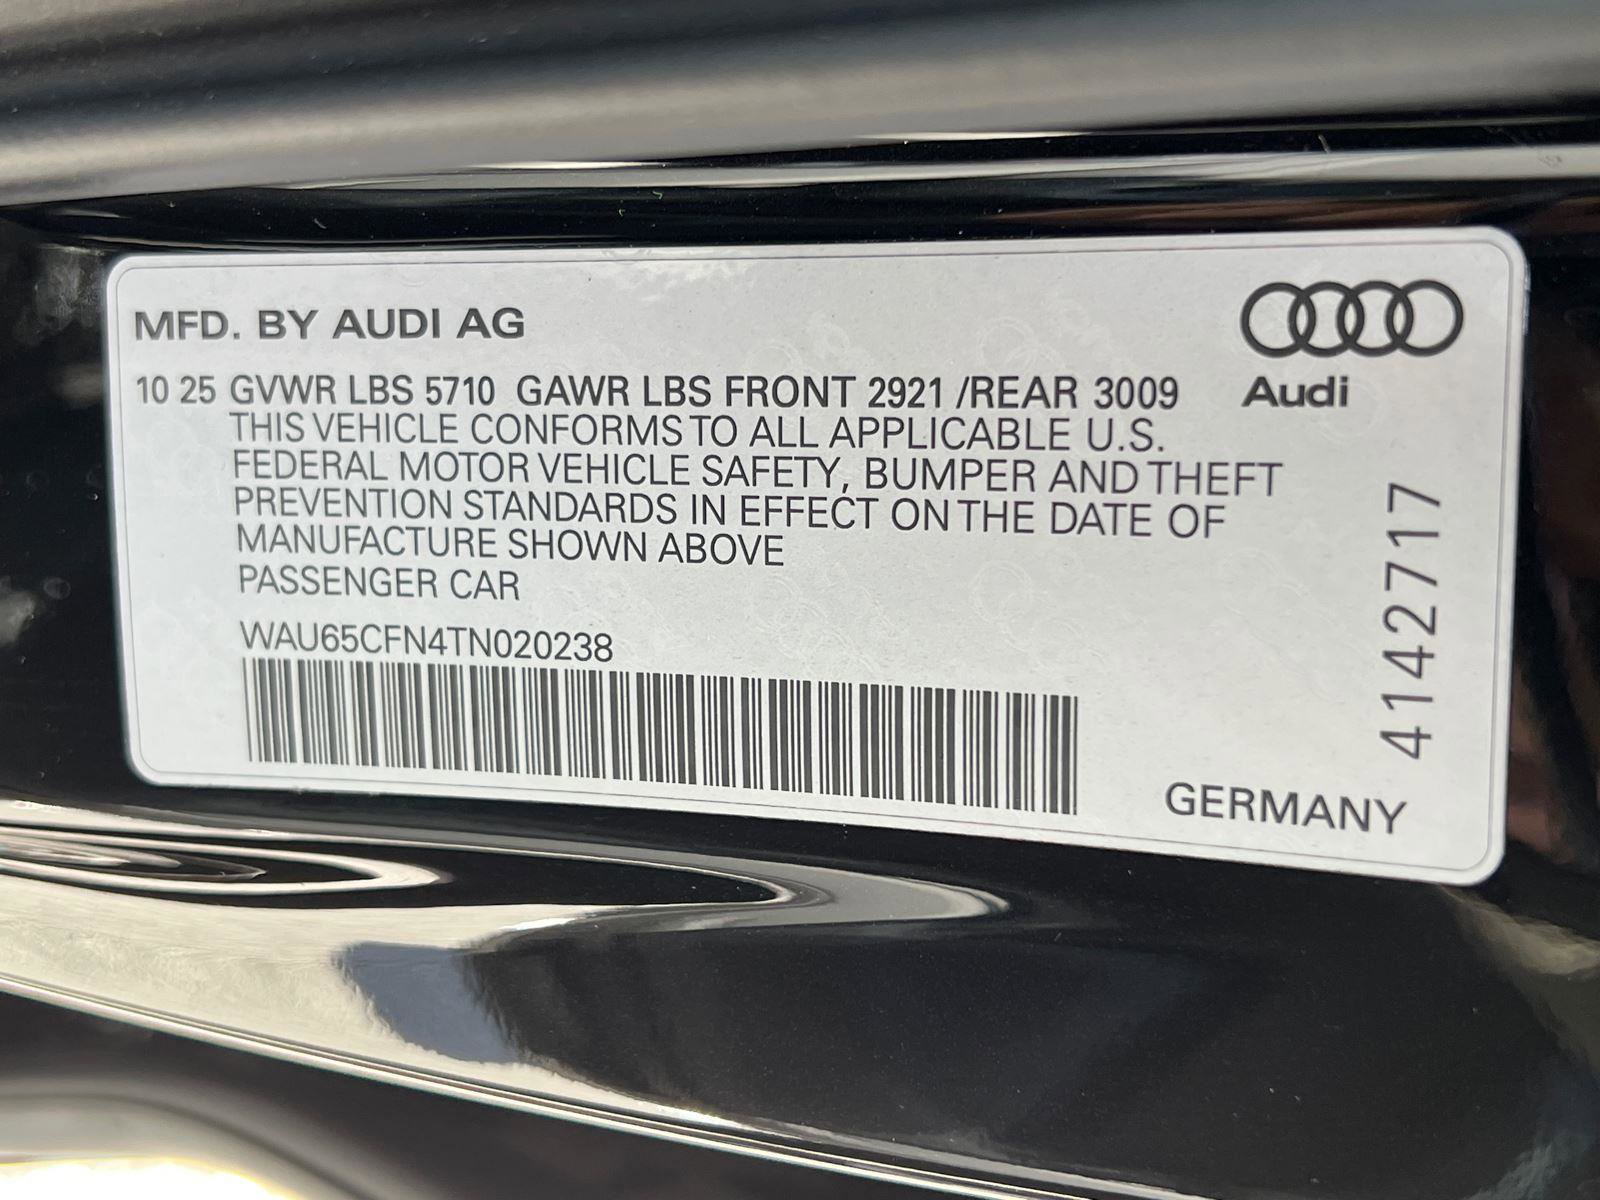 MFD. BY AUDI AG
Audi
10 25 GVWR LBS 5710 GAWR LBS FRONT 2921 /REAR 3009
THIS VEHICLE CONFORMS TO ALL APPLICABLE U.S.
FEDERAL MOTOR VEHICLE SAFETY, BUMPER AND THEFT
PREVENTION STANDARDS IN EFFECT ON THE DATE OF
MANUFACTURE SHOWN ABOVE
PASSENGER CAR
WAU65CFN4TN020238
4142717
GERMANY